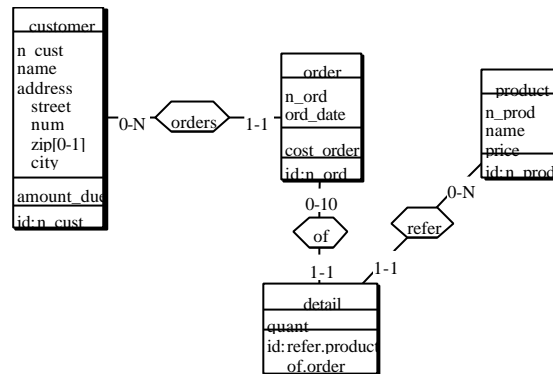 customer
n_cust
name
address
street
num
zip[0-1]
city
amount_due
id:n_cust
0-N
orders
1-1
order
n_ord
ord_date
cost_order
id:n_ord
product
n_prod
name
price
id:n_prod
0-10
of
1-1
0-N
refer
1-1
detail
quant
id:refer.product
of.order